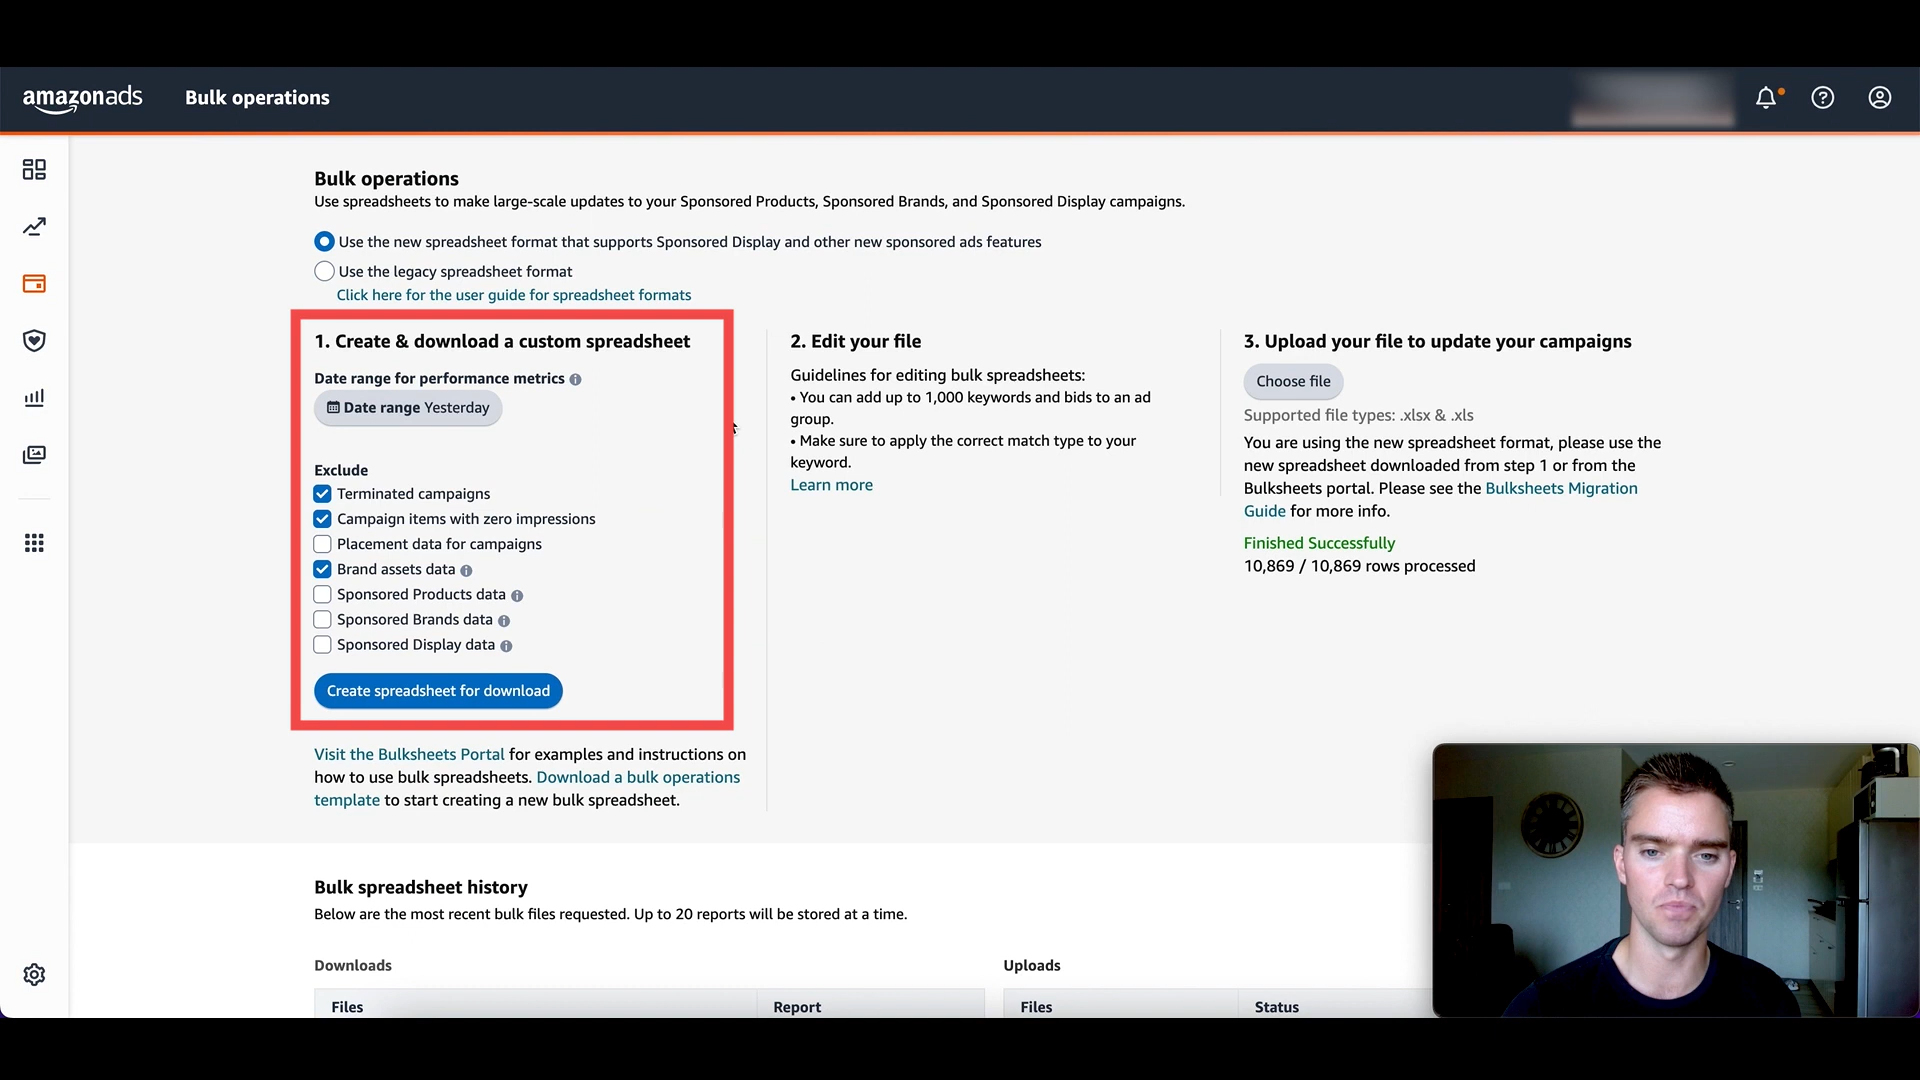 amazonads
Bulk operations
Bulk operations
Use spreadsheets to make large-scale updates to your Sponsored Products, Sponsored Brands, and Sponsored Display campaigns.
Use the new spreadsheet format that supports Sponsored Display and other new sponsored ads features
Use the legacy spreadsheet format
Click here for the user guide for spreadsheet formats
1. Create & download a custom spreadsheet
Date range for performance metrics
Date range Yesterday
Exclude
Terminated campaigns
Campaign items with zero impressions
Placement data for campaigns
Brand assets data
Sponsored Products data
Sponsored Brands data
Sponsored Display data
Create spreadsheet for download
Visit the Bulksheets Portal for examples and instructions on
how to use bulk spreadsheets. Download a bulk operations
template to start creating a new bulk spreadsheet.
2. Edit your file
Guidelines for editing bulk spreadsheets:
• You can add up to 1,000 keywords and bids to an ad
group.
• Make sure to apply the correct match type to your
keyword.
Learn more
3. Upload your file to update your campaigns
Choose file
Supported file types: .xlsx & .xls
You are using the new spreadsheet format, please use the
new spreadsheet downloaded from step 1 or from the
Bulksheets portal. Please see the Bulksheets Migration
Guide for more info.
Finished Successfully
10,869 / 10,869 rows processed
Bulk spreadsheet history
Below are the most recent bulk files requested. Up to 20 reports will be stored at a time.
Downloads
Files
Report
Uploads
Files
Status